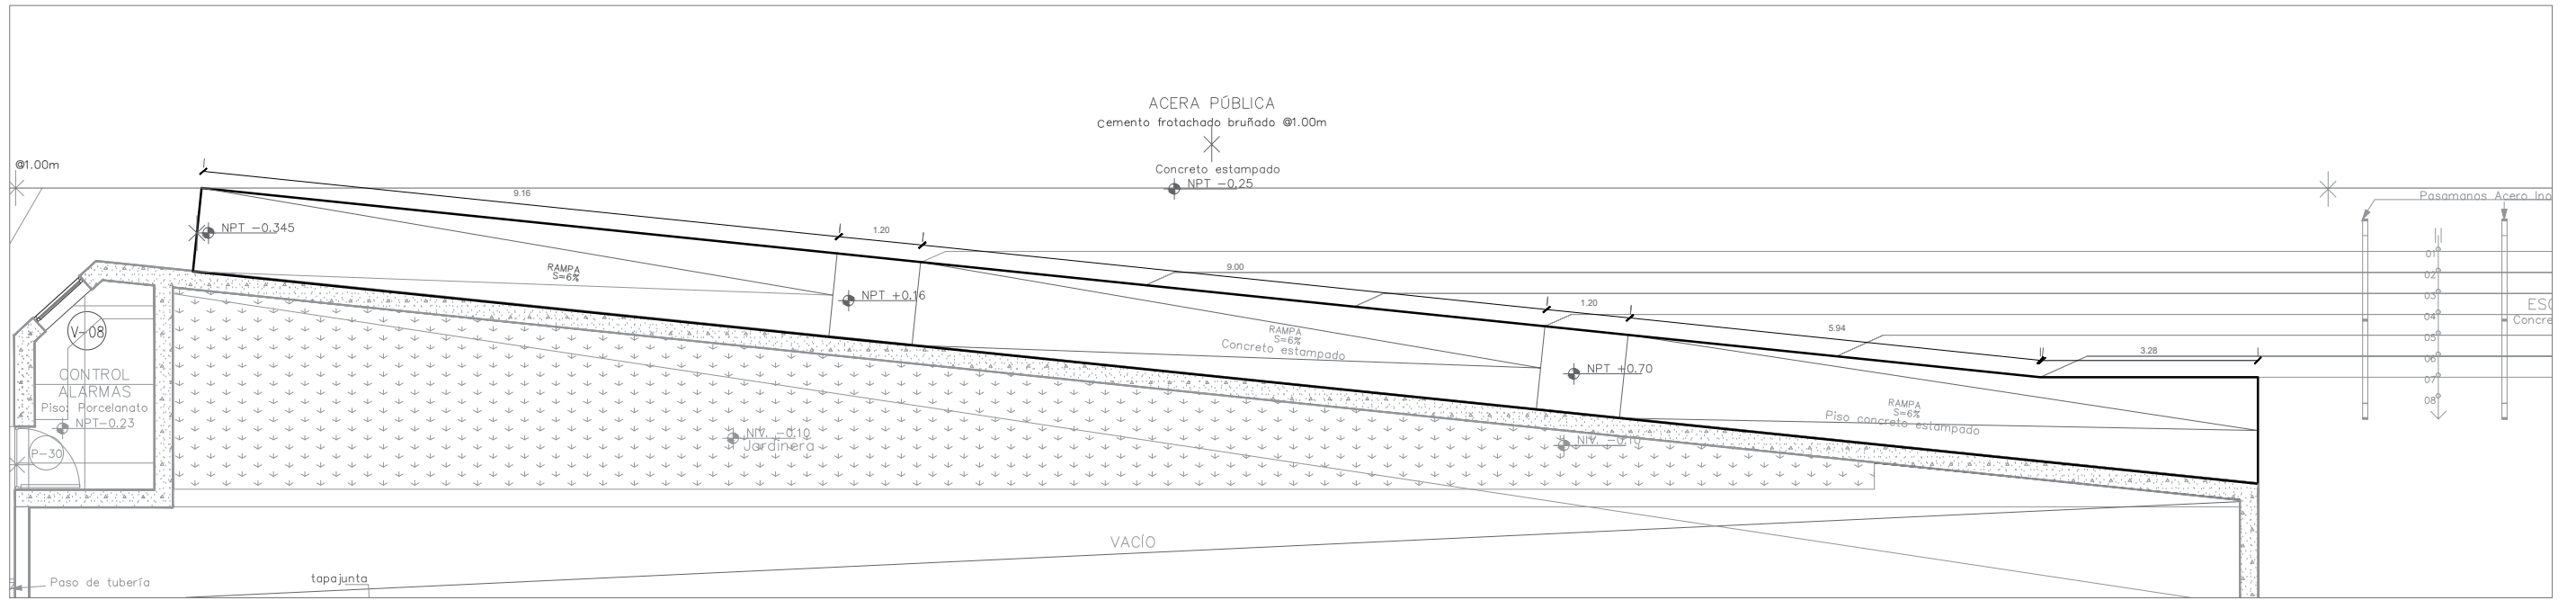 ACERA PÚBLICA
Cemento frotachado bruñado @1.00m
@1.00m
Concreto estampado
NPT -0.25
9.16
Pasamanos Acero Ino
NPT -0.345
1.20
01
RAMPA
S=6%
9.00
02
NPT +0.16
03
1.20
ESC
04
Concre
V-08
RAMPA
S=6%
Concreto estampado
5.94
05
3.28
06
CONTROL
ALARMAS
Piso: Porcelanato
NPT-0.23
NPT +0.70
07
08
RAMPA
S=6%
Piso concreto estampado
NIV. -0.10
Jardinera
NIV. -0.10
P-30
VACÍO
Paso de tubería
tapajunta